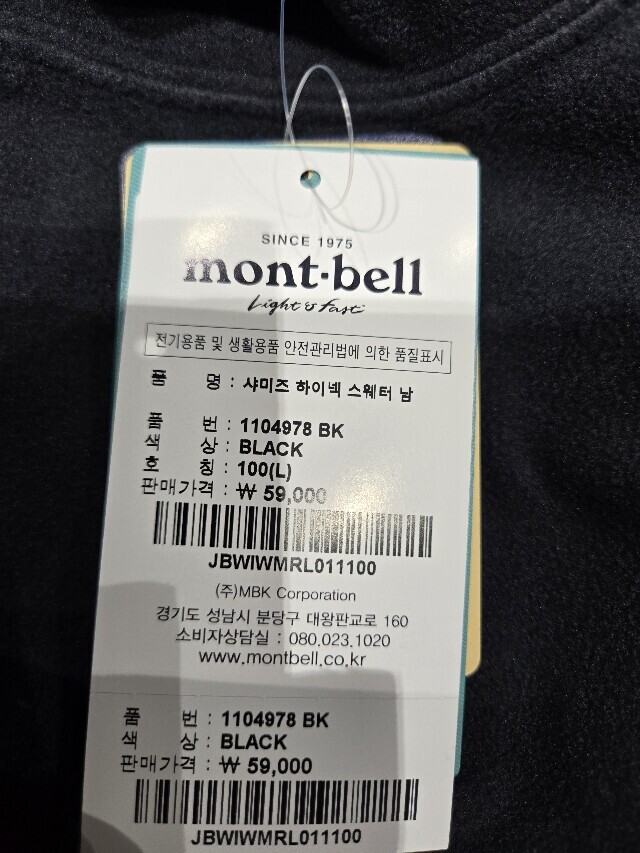 SINCE 1975
mont-bell
Light & Fast
전기용품 및 생활용품 안전관리법에 의한 품질표시
품 명 : 샤미즈 하이넥 스웨터 남
품 번 : 1104978 BK
색 상 : BLACK
호 칭 : 100(L)
판매가격 : ₩ 59,000
JBWIWMRL011100
(주)MBK Corporation
경기도 성남시 분당구 대왕판교로 160
소비자상담실 : 080.023.1020
www.montbell.co.kr
품 번 : 1104978 BK
색 상 : BLACK
판매가격 : ₩ 59,000
JBWIWMRL011100